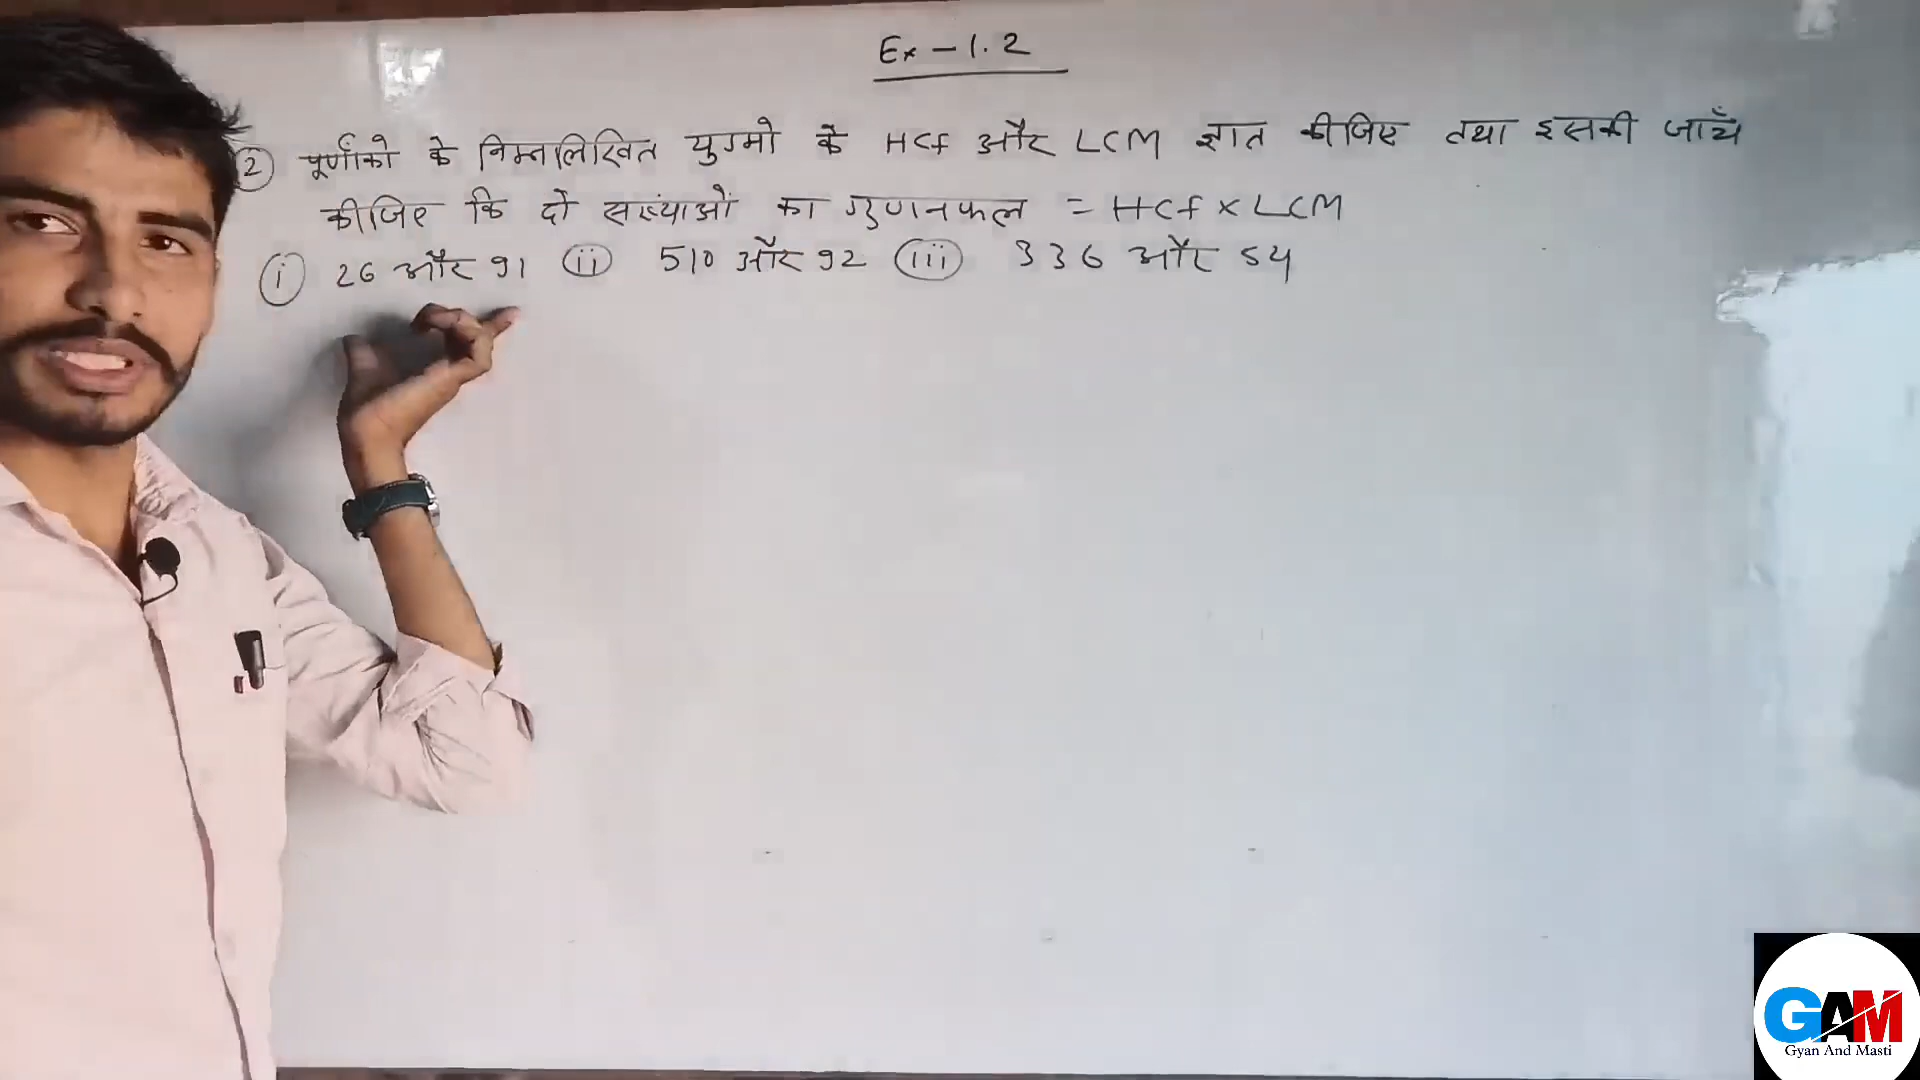 Ex - 1.2
② पूर्णाको के निम्नलिखित युग्मो के HCF और LCM ज्ञात कीजिए तथा इसकी जाँच
कीजिए कि दो संख्याओं का गुणनफल = HCF × LCM
(i) 26 और 91 (ii) 510 और 92 (iii) 336 और 54
GAM
Gyan And Masti